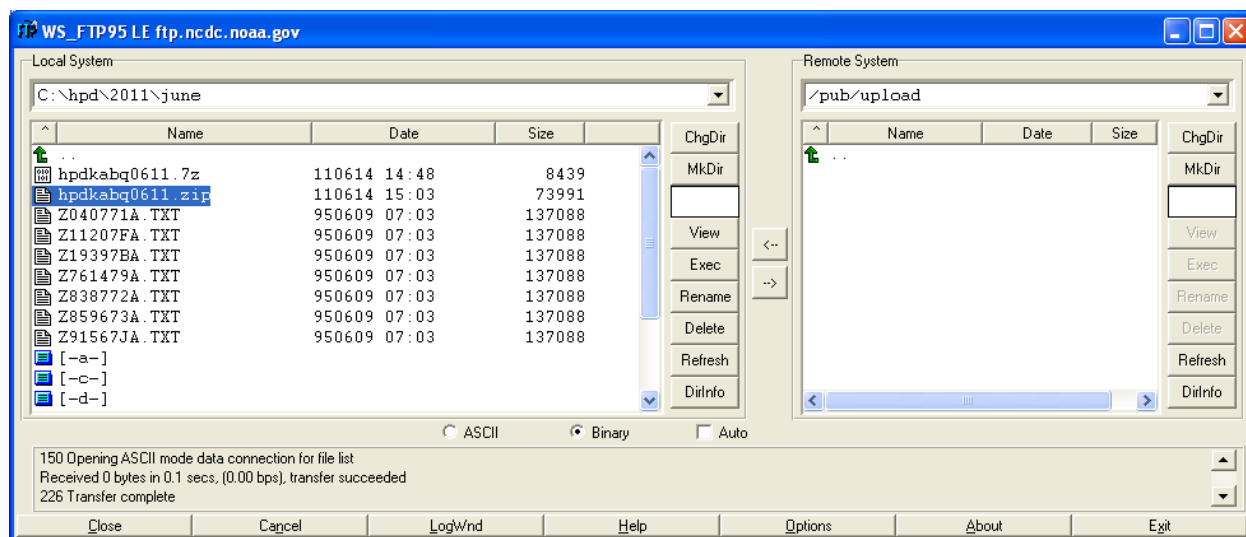 WS_FTP95 LE ftp.ncdc.noaa.gov
Local System
C:\hpd\2011\june
^ Name Date Size
..
hpdkabq0611.7z 110614 14:48 8439
hpdkabq0611.zip 110614 15:03 73991
Z040771A.TXT 950609 07:03 137088
Z11207FA.TXT 950609 07:03 137088
Z19397BA.TXT 950609 07:03 137088
Z761479A.TXT 950609 07:03 137088
Z838772A.TXT 950609 07:03 137088
Z859673A.TXT 950609 07:03 137088
Z91567JA.TXT 950609 07:03 137088
[-a-]
[-c-]
[-d-]
ChgDir
MkDir
View
Exec
Rename
Delete
Refresh
DirInfo
<--
-->
Remote System
/pub/upload
^ Name Date Size
..
ChgDir
MkDir
View
Exec
Rename
Delete
Refresh
DirInfo
ASCII Binary Auto
150 Opening ASCII mode data connection for file list
Received 0 bytes in 0.1 secs, (0.00 bps), transfer succeeded
226 Transfer complete
Close Cancel LogWnd Help Options About Exit